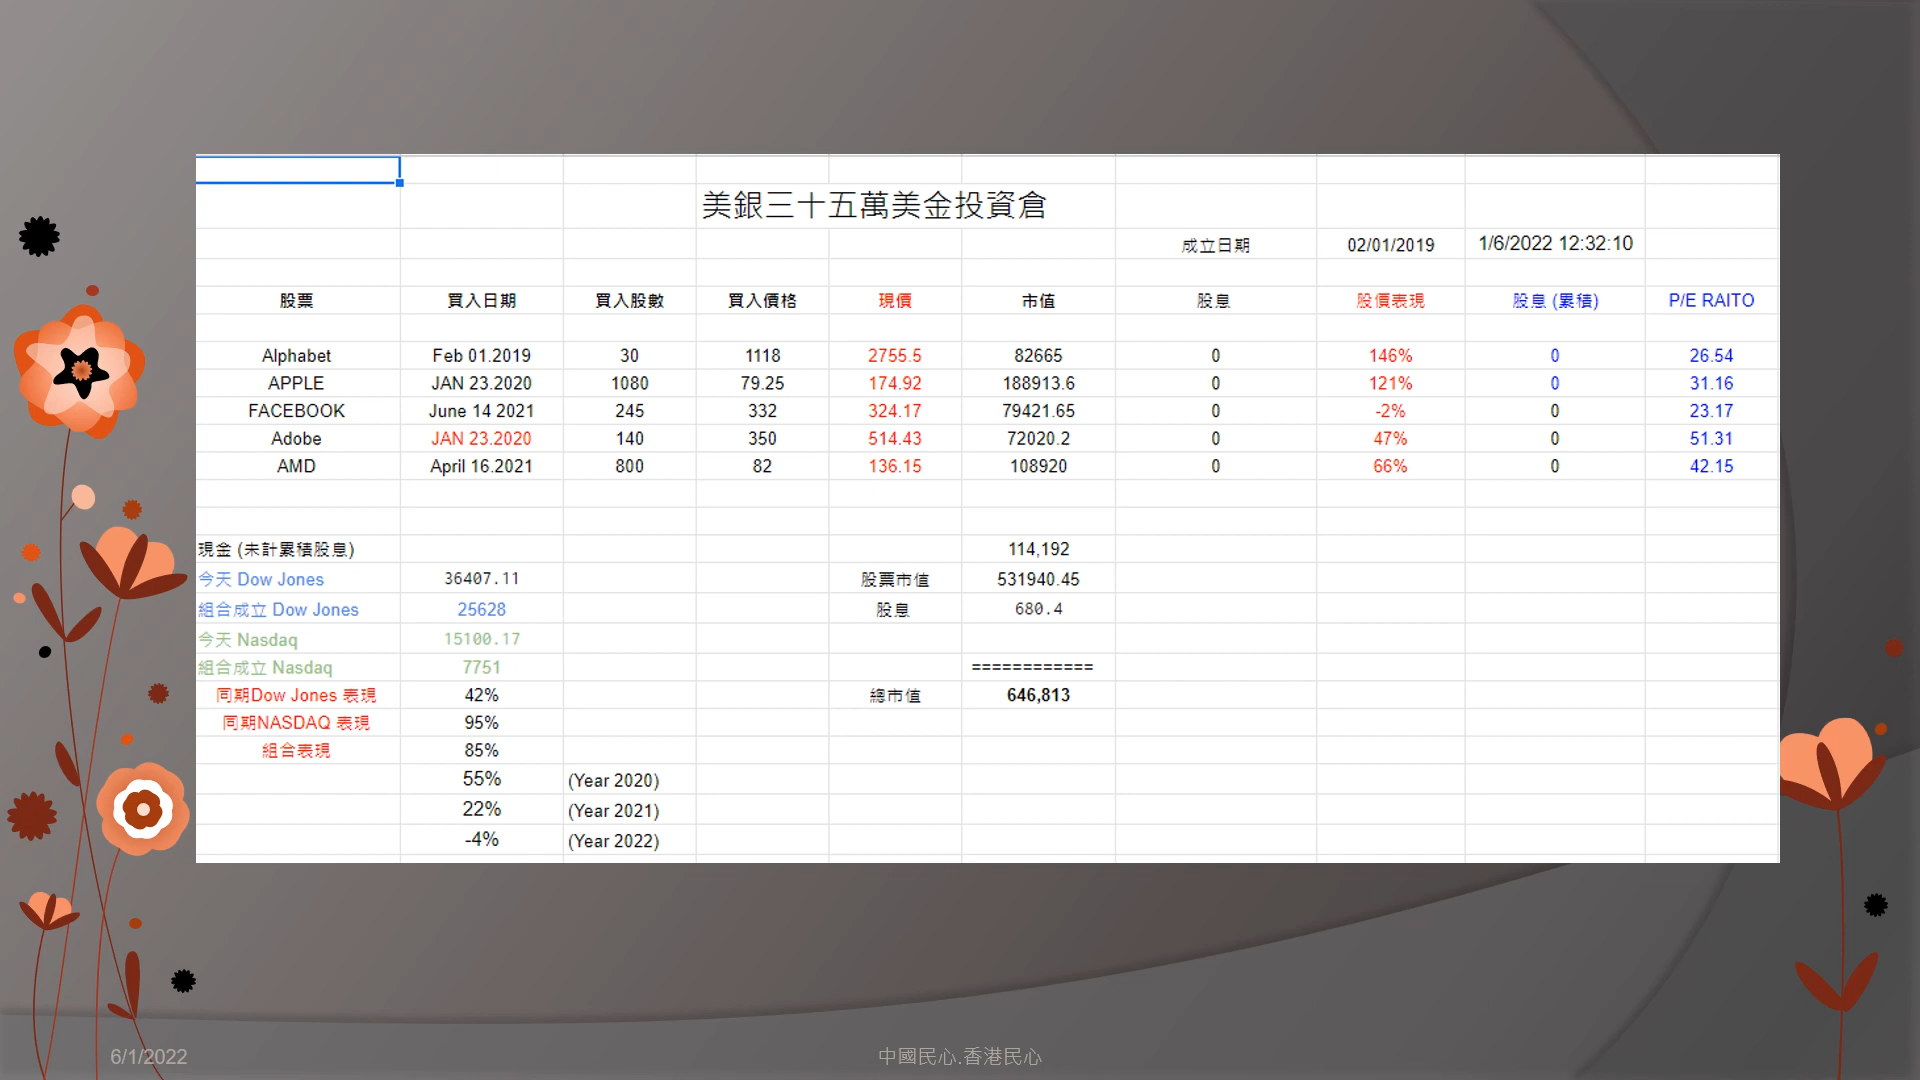 美銀三十五萬美金投資倉
成立日期 02/01/2019 1/6/2022 12:32:10
股票 買入日期 買入股數 買入價格 現價 市值 股息 股價表現 股息 (累積) P/E RAITO
Alphabet Feb 01.2019 30 1118 2755.5 82665 0 146% 0 26.54
APPLE JAN 23.2020 1080 79.25 174.92 188913.6 0 121% 0 31.16
FACEBOOK June 14 2021 245 332 324.17 79421.65 0 -2% 0 23.17
Adobe JAN 23.2020 140 350 514.43 72020.2 0 47% 0 51.31
AMD April 16.2021 800 82 136.15 108920 0 66% 0 42.15
現金 (未計累積股息) 114,192
今天 Dow Jones 36407.11 股票市值 531940.45
組合成立 Dow Jones 25628 股息 680.4
今天 Nasdaq 15100.17
組合成立 Nasdaq 7751 ============
同期Dow Jones 表現 42% 總市值 646,813
同期NASDAQ 表現 95%
組合表現 85%
55% (Year 2020)
22% (Year 2021)
-4% (Year 2022)
6/1/2022 中國民心.香港民心